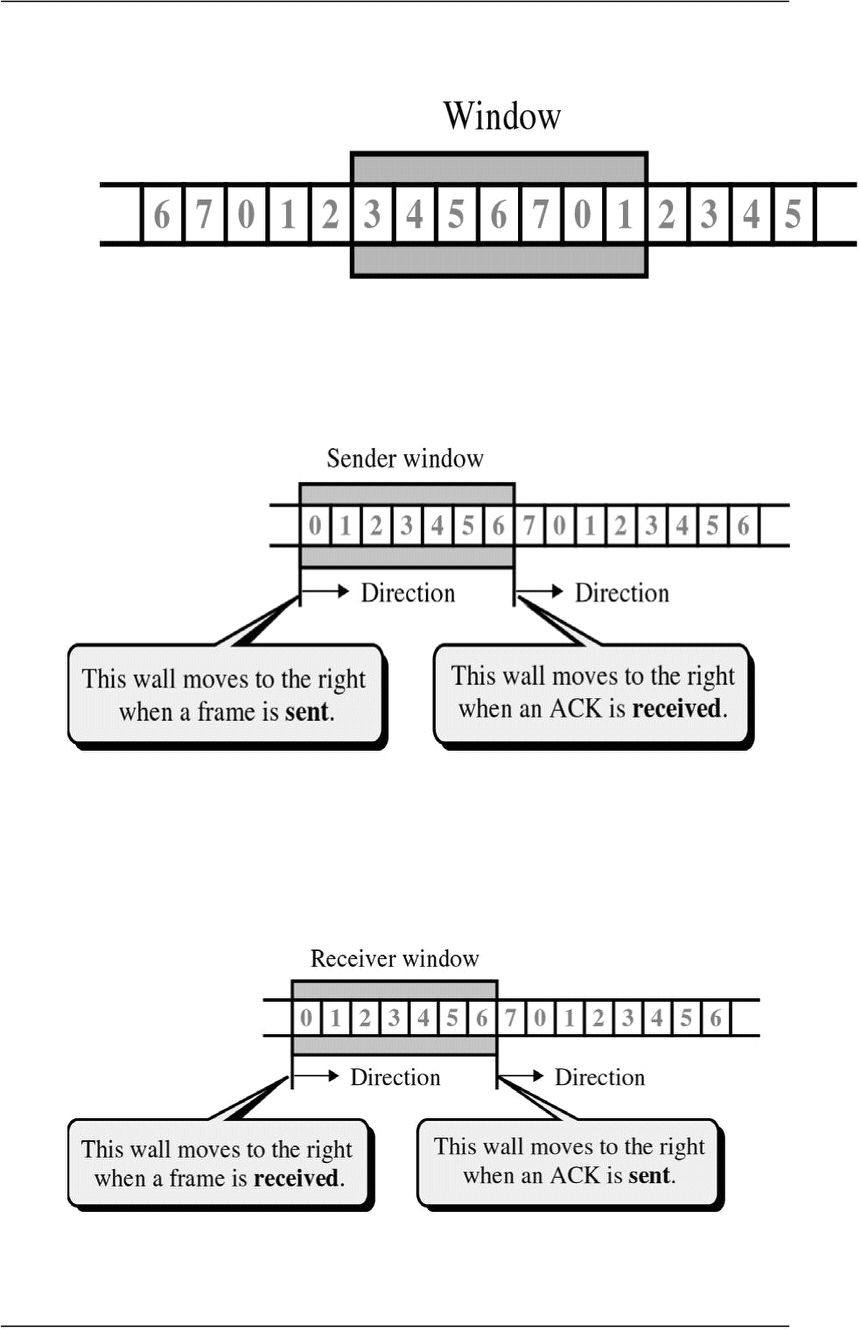 Window
6 7 0 1 2 3 4 5 6 7 0 1 2 3 4 5
Sender window
0 1 2 3 4 5 6 7 0 1 2 3 4 5 6
Direction Direction
This wall moves to the right
when a frame is sent.
This wall moves to the right
when an ACK is received.
Receiver window
0 1 2 3 4 5 6 7 0 1 2 3 4 5 6
Direction Direction
This wall moves to the right
when a frame is received.
This wall moves to the right
when an ACK is sent.